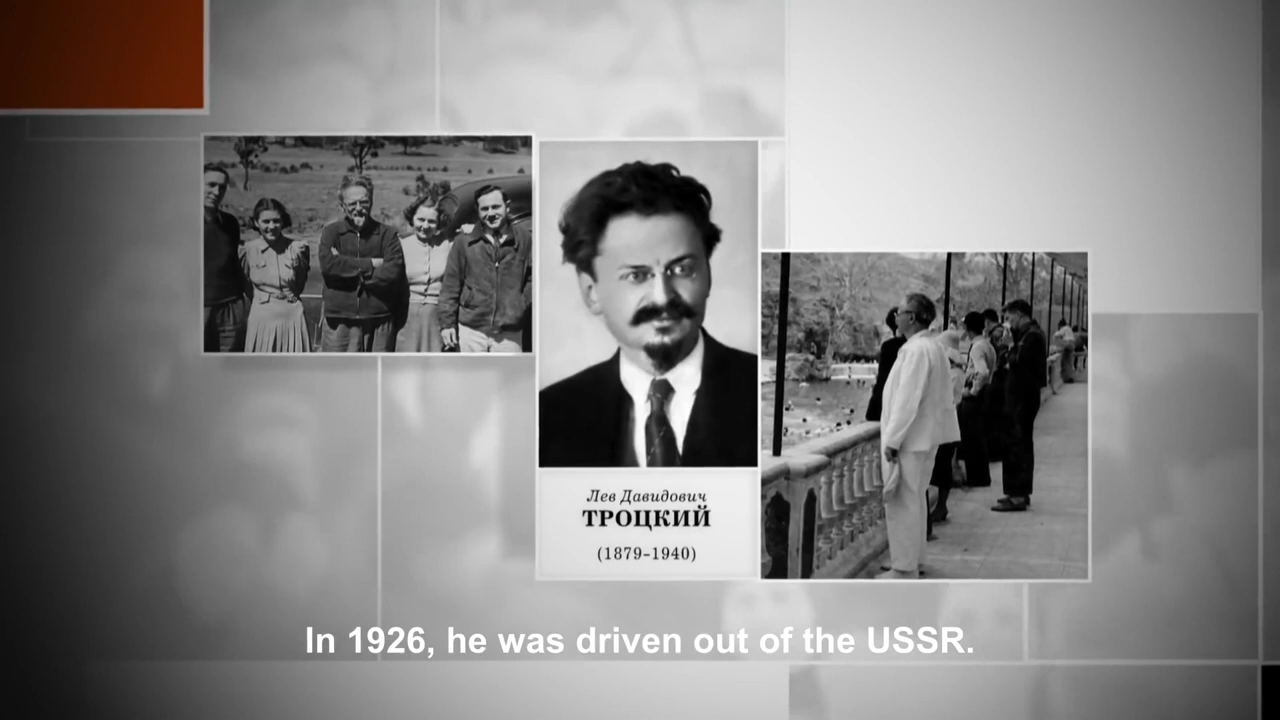 Лев Давидович
ТРОЦКИЙ
(1879–1940)
In 1926, he was driven out of the USSR.